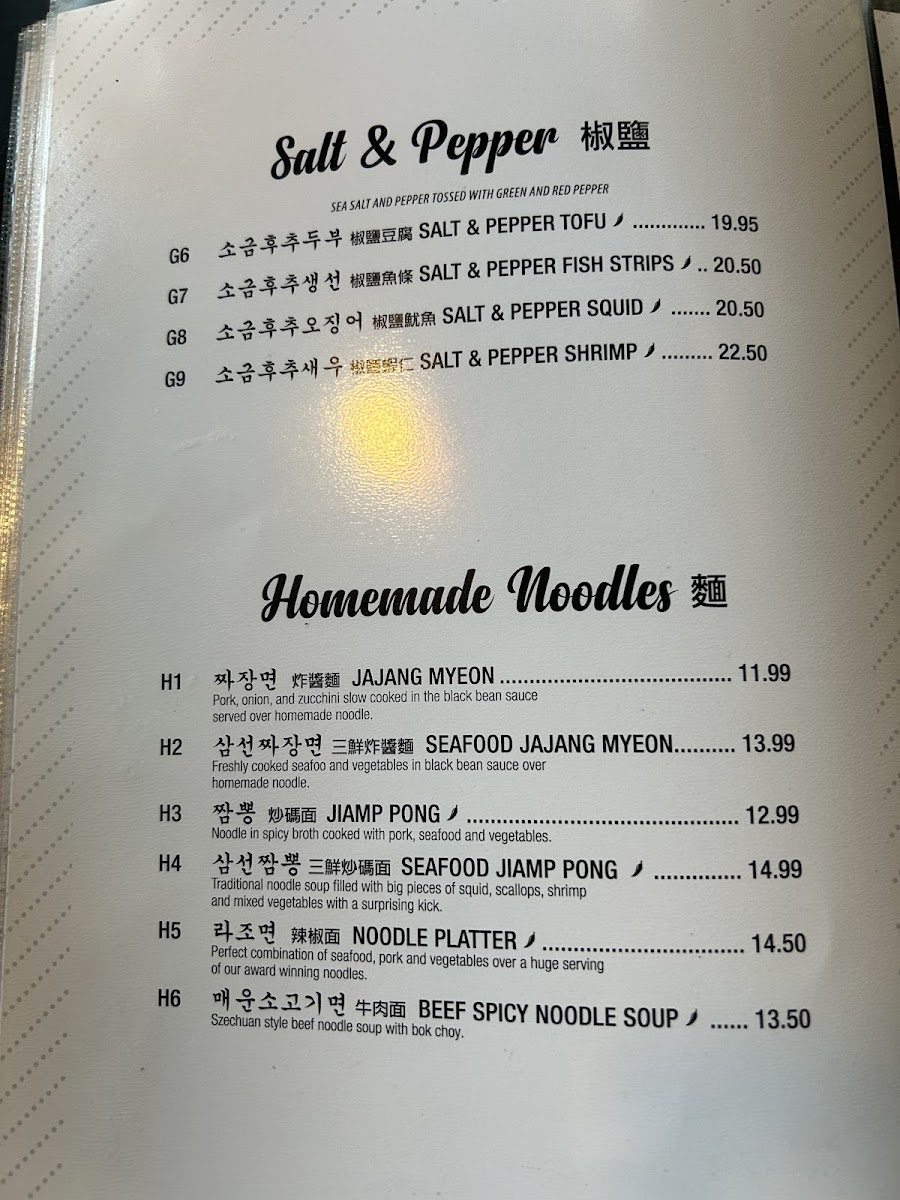 Salt & Pepper 椒鹽
SEA SALT AND PEPPER TOSSED WITH GREEN AND RED PEPPER
G6 소금후추두부 椒鹽豆腐 SALT & PEPPER TOFU ............. 19.95
G7 소금후추생선 椒鹽魚條 SALT & PEPPER FISH STRIPS .. 20.50
G8 소금후추오징어 椒鹽魷魚 SALT & PEPPER SQUID ....... 20.50
G9 소금후추새우 椒鹽蝦仁 SALT & PEPPER SHRIMP ......... 22.50
Homemade Noodles 麵
H1 짜장면 炸醬麵 JAJANG MYEON .................................... 11.99
Pork, onion, and zucchini slow cooked in the black bean sauce
served over homemade noodle.
H2 삼선짜장면 三鮮炸醬麵 SEAFOOD JAJANG MYEON.......... 13.99
Freshly cooked seafoo and vegetables in black bean sauce over
homemade noodle.
H3 짬뽕 炒碼面 JIAMP PONG .......................................... 12.99
Noodle in spicy broth cooked with pork, seafood and vegetables.
H4 삼선짬뽕 三鮮炒碼面 SEAFOOD JIAMP PONG .............. 14.99
Traditional noodle soup filled with big pieces of squid, scallops, shrimp
and mixed vegetables with a surprising kick.
H5 라조면 辣椒面 NOODLE PLATTER ................................ 14.50
Perfect combination of seafood, pork and vegetables over a huge serving
of our award winning noodles.
H6 매운소고기면 牛肉面 BEEF SPICY NOODLE SOUP ...... 13.50
Szechuan style beef noodle soup with bok choy.